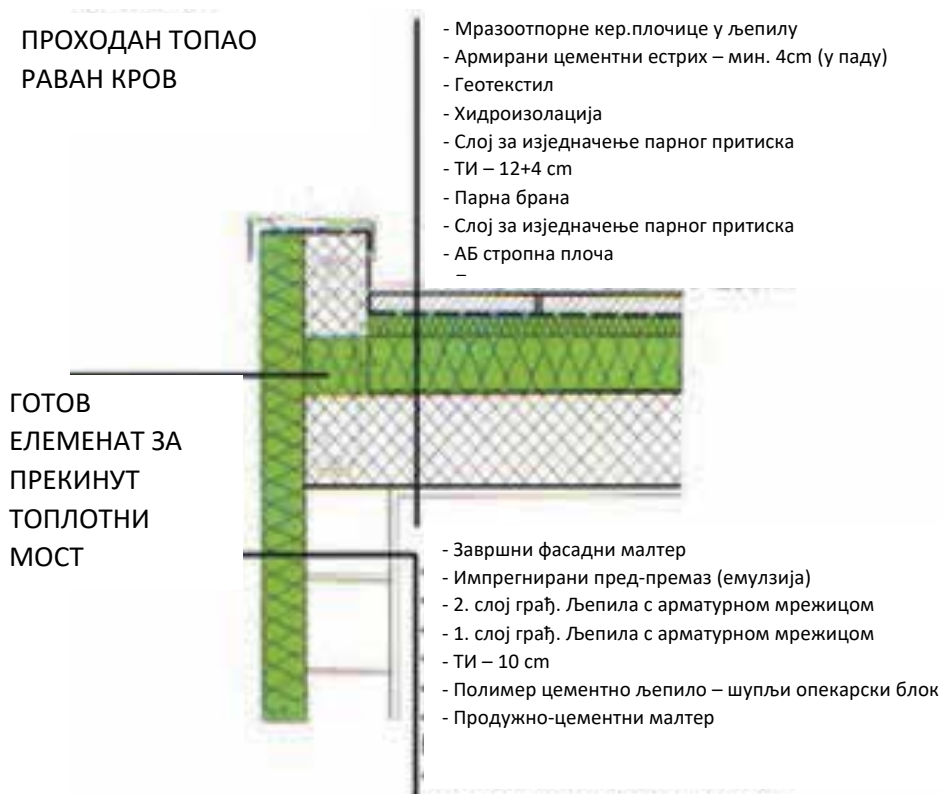 ПРОХОДАН ТОПАО
РАВАН КРОВ
- Мразоотпорне кер.плочице у љепилу
- Армирани цементни естрих – мин. 4cm (у паду)
- Геотекстил
- Хидроизолација
- Слој за изједначење парног притиска
- ТИ – 12+4 cm
- Парна брана
- Слој за изједначење парног притиска
- АБ стропна плоча
ГОТОВ
ЕЛЕМЕНАТ ЗА
ПРЕКИНУТ
ТОПЛОТНИ
МОСТ
- Завршни фасадни малтер
- Импрегнирани пред-премаз (емулзија)
- 2. слој грађ. Љепила с арматурном мрежицом
- 1. слој грађ. Љепила с арматурном мрежицом
- ТИ – 10 cm
- Полимер цементно љепило – шупљи опекарски блок
- Продужно-цементни малтер